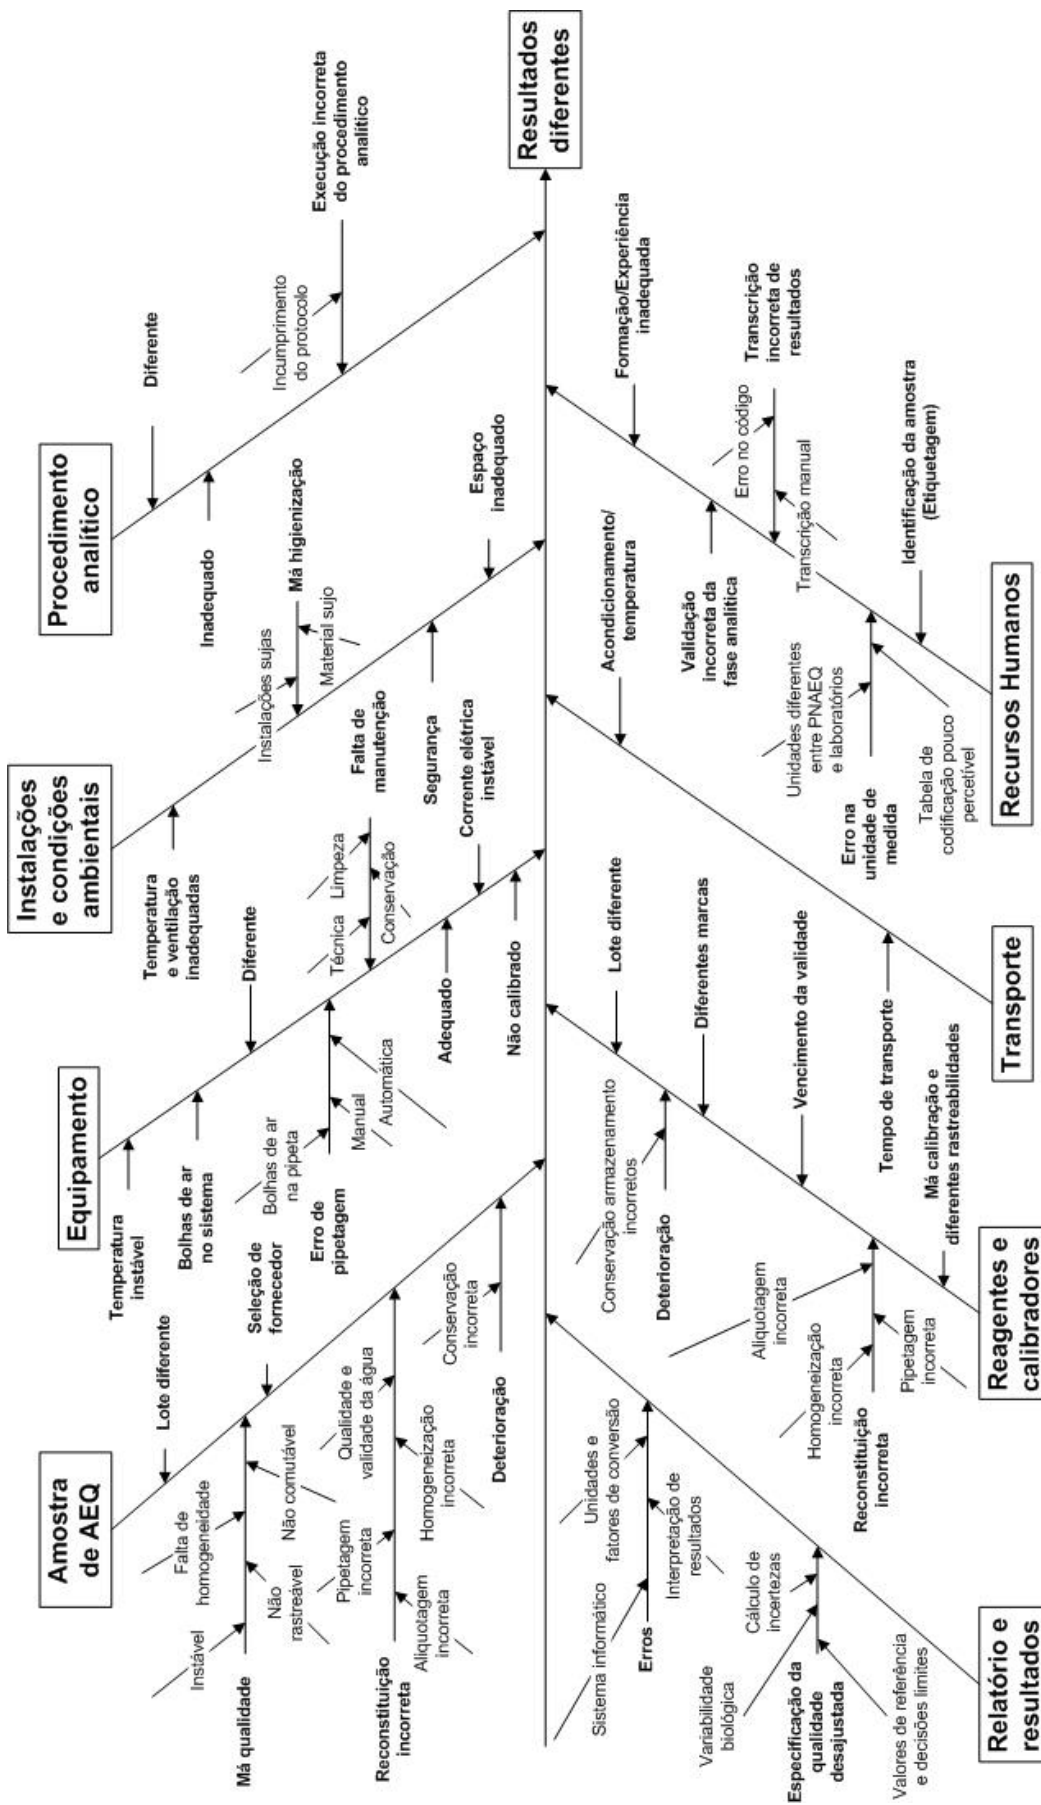 Amostra
de AEQ
Lote diferente
Seleção de
fornecedor
Instável
Falta de
homogeneidade
Não
rastreável
Não comutável
Má qualidade
Pipetagem
incorreta
Qualidade e
validade da água
Aliquotagem
incorreta
Homogeneização
incorreta
Reconstituição
incorreta
Conservação
incorreta
Deterioração
Equipamento
Temperatura
instável
Bolhas de ar
no sistema
Diferente
Bolhas de ar
na pipeta
Manual
Automática
Erro de
pipetagem
Técnica
Limpeza
Conservação
Falta de
manutenção
Adequado
Corrente elétrica
instável
Não calibrado
Instalações
e condições
ambientais
Temperatura
e ventilação
inadequadas
Instalações sujas
Material sujo
Má higienização
Segurança
Espaço
inadequado
Procedimento
analítico
Diferente
Inadequado
Incumprimento
do protocolo
Execução incorreta
do procedimento
analítico
Resultados
diferentes
Sistema informático
Unidades e
fatores de conversão
Interpretação de
resultados
Erros
Variabilidade
biológica
Cálculo de
incertezas
Especificação da
qualidade
desajustada
Valores de referência
e decisões limites
Relatório e
resultados
Lote diferente
Conservação armazenamento
incorretos
Deterioração
Diferentes marcas
Vencimento da validade
Aliquotagem
incorreta
Homogeneização
incorreta
Pipetagem
incorreta
Reconstituição
incorreta
Má calibração e
diferentes rastreabilidades
Reagentes e
calibradores
Acondicionamento/
temperatura
Tempo de transporte
Transporte
Formação/Experiência
inadequada
Validação
incorreta da
fase analítica
Erro no código
Transcrição manual
Transcrição
incorreta de
resultados
Unidades diferentes
entre PNAEQ
e laboratórios
Erro na
unidade de
medida
Tabela de
codificação pouco
percetível
Identificação da amostra
(Etiquetagem)
Recursos Humanos